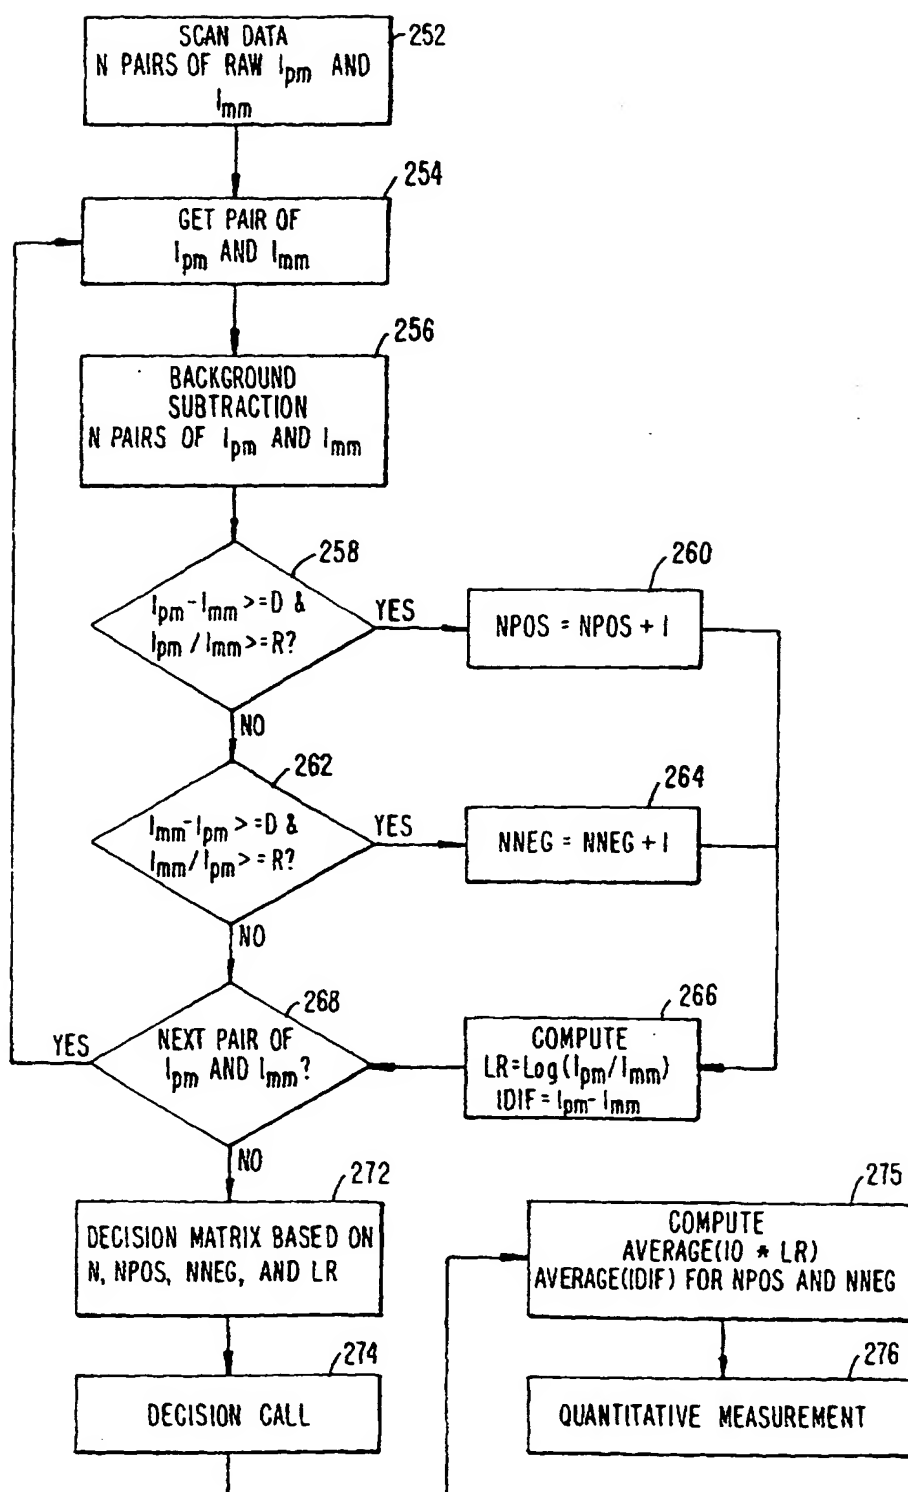 SCAN DATA
N PAIRS OF RAW Ipm AND
Imm
252
254
GET PAIR OF
Ipm AND Imm
256
BACKGROUND
SUBTRACTION
N PAIRS OF Ipm AND Imm
258
Ipm-Imm >=D &
Ipm / Imm >=R?
YES
260
NPOS = NPOS + 1
NO
262
Imm-Ipm >=D &
Imm/Ipm >=R?
YES
264
NNEG = NNEG + 1
NO
268
NEXT PAIR OF
Ipm AND Imm?
YES
266
COMPUTE
LR=Log(Ipm/Imm)
IDIF=Ipm-Imm
NO
272
DECISION MATRIX BASED ON
N, NPOS, NNEG, AND LR
274
DECISION CALL
275
COMPUTE
AVERAGE(10 * LR)
AVERAGE(IDIF) FOR NPOS AND NNEG
276
QUANTITATIVE MEASUREMENT